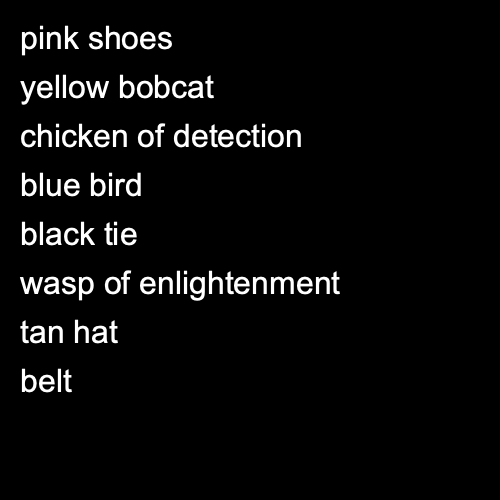 pink shoes
yellow bobcat
chicken of detection
blue bird
black tie
wasp of enlightenment
tan hat
belt